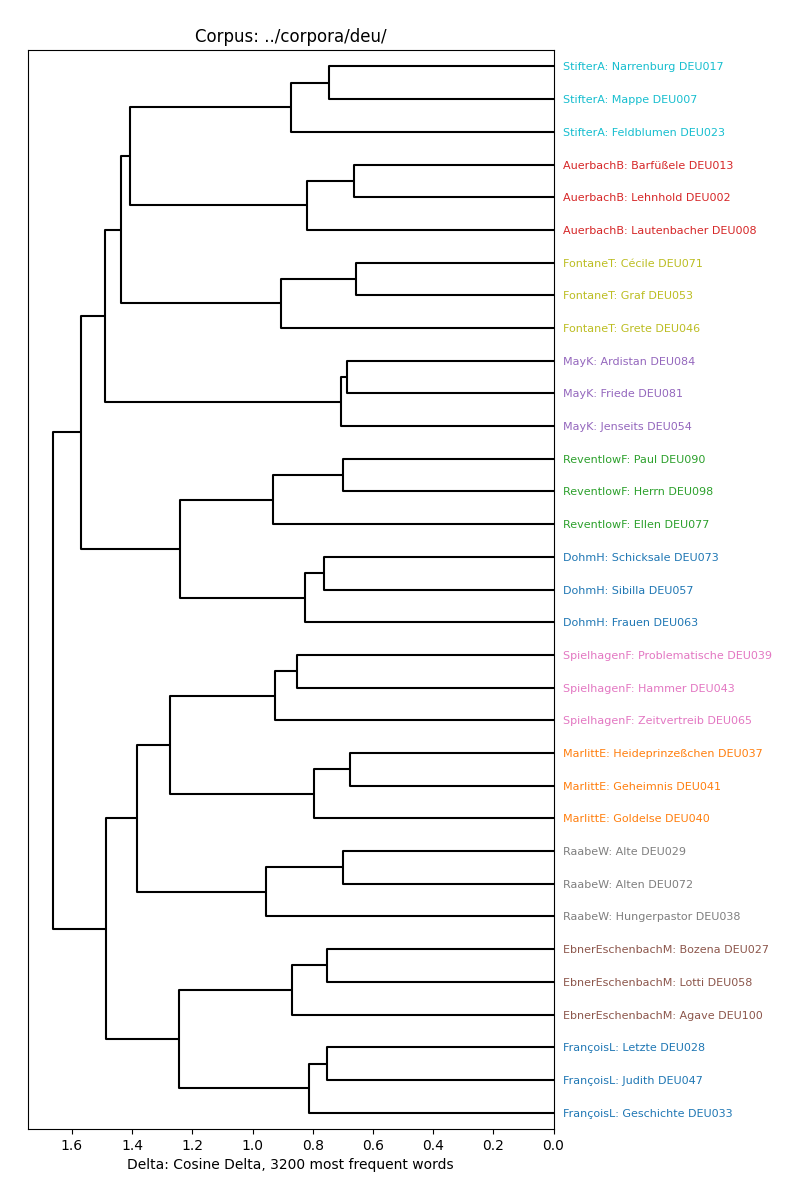 Corpus: ../corpora/deu/
StifterA: Narrenburg DEU017
StifterA: Mappe DEU007
StifterA: Feldblumen DEU023
AuerbachB: Barfüßele DEU013
AuerbachB: Lehnhold DEU002
AuerbachB: Lautenbacher DEU008
FontaneT: Cécile DEU071
FontaneT: Graf DEU053
FontaneT: Grete DEU046
MayK: Ardistan DEU084
MayK: Friede DEU081
MayK: Jenseits DEU054
ReventlowF: Paul DEU090
ReventlowF: Herrn DEU098
ReventlowF: Ellen DEU077
DohmH: Schicksale DEU073
DohmH: Sibilla DEU057
DohmH: Frauen DEU063
SpielhagenF: Problematische DEU039
SpielhagenF: Hammer DEU043
SpielhagenF: Zeitvertreib DEU065
MarlittE: Heideprinzeßchen DEU037
MarlittE: Geheimnis DEU041
MarlittE: Goldelse DEU040
RaabeW: Alte DEU029
RaabeW: Alten DEU072
RaabeW: Hungerpastor DEU038
EbnerEschenbachM: Bozena DEU027
EbnerEschenbachM: Lotti DEU058
EbnerEschenbachM: Agave DEU100
FrançoisL: Letzte DEU028
FrançoisL: Judith DEU047
FrançoisL: Geschichte DEU033
1.6 1.4 1.2 1.0 0.8 0.6 0.4 0.2 0.0
Delta: Cosine Delta, 3200 most frequent words